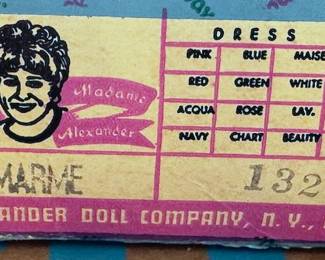 DRESS
PINK BLUE MAISE
RED GREEN WHITE
ACQUA ROSE LAV.
NAVY CHART BEAUTY
Madame
Alexander
MARME 132
ANDER DOLL COMPANY, N. Y.,